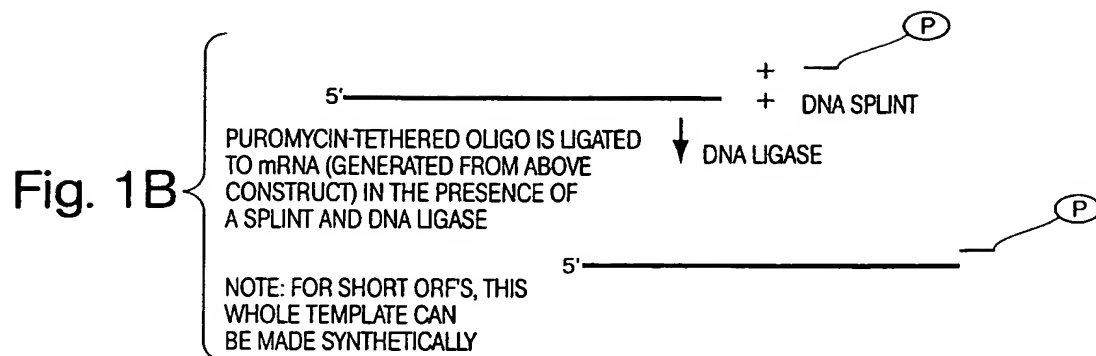 P
+
5'
+ DNA SPLINT
PUROMYCIN-TETHERED OLIGO IS LIGATED
TO mRNA (GENERATED FROM ABOVE
CONSTRUCT) IN THE PRESENCE OF
A SPLINT AND DNA LIGASE
DNA LIGASE
Fig. 1B
P
5'
NOTE: FOR SHORT ORF'S, THIS
WHOLE TEMPLATE CAN
BE MADE SYNTHETICALLY